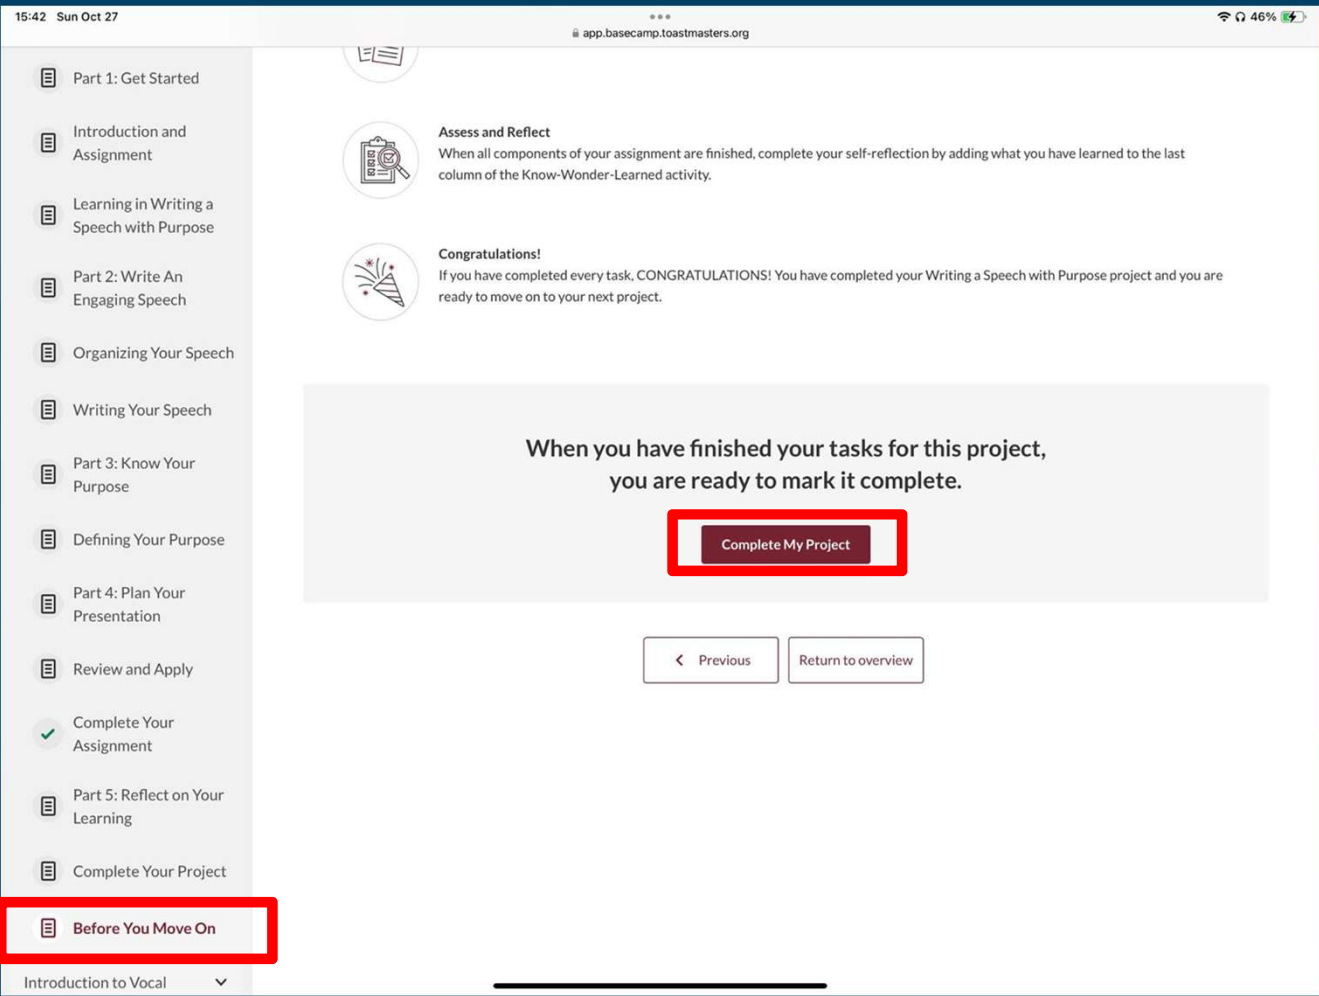 15:42 Sun Oct 27
46%
app.basecamp.toastmasters.org
Part 1: Get Started
Introduction and
Assignment
Learning in Writing a
Speech with Purpose
Part 2: Write An
Engaging Speech
Organizing Your Speech
Writing Your Speech
Part 3: Know Your
Purpose
Defining Your Purpose
Part 4: Plan Your
Presentation
Review and Apply
Complete Your
Assignment
Part 5: Reflect on Your
Learning
Complete Your Project
Before You Move On
Introduction to Vocal
Assess and Reflect
When all components of your assignment are finished, complete your self-reflection by adding what you have learned to the last
column of the Know-Wonder-Learned activity.
Congratulations!
If you have completed every task, CONGRATULATIONS! You have completed your Writing a Speech with Purpose project and you are
ready to move on to your next project.
When you have finished your tasks for this project,
you are ready to mark it complete.
Complete My Project
Previous
Return to overview